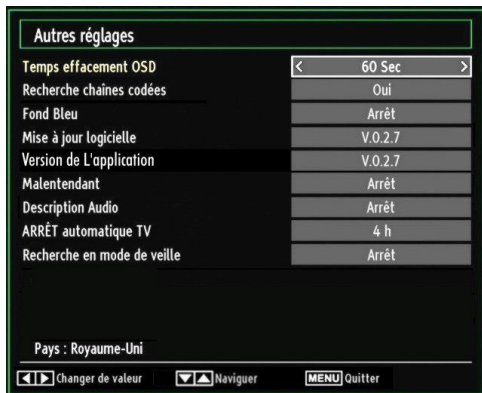 Autres réglages
Temps effacement OSD < 60 Sec >
Recherche chaînes codées Oui
Fond Bleu Arrêt
Mise à jour logicielle V.0.2.7
Version de L'application V.0.2.7
Malentendant Arrêt
Description Audio Arrêt
ARRÊT automatique TV 4 h
Recherche en mode de veille Arrêt
Pays : Royaume-Uni
Changer de valeur Naviguer MENU Quitter